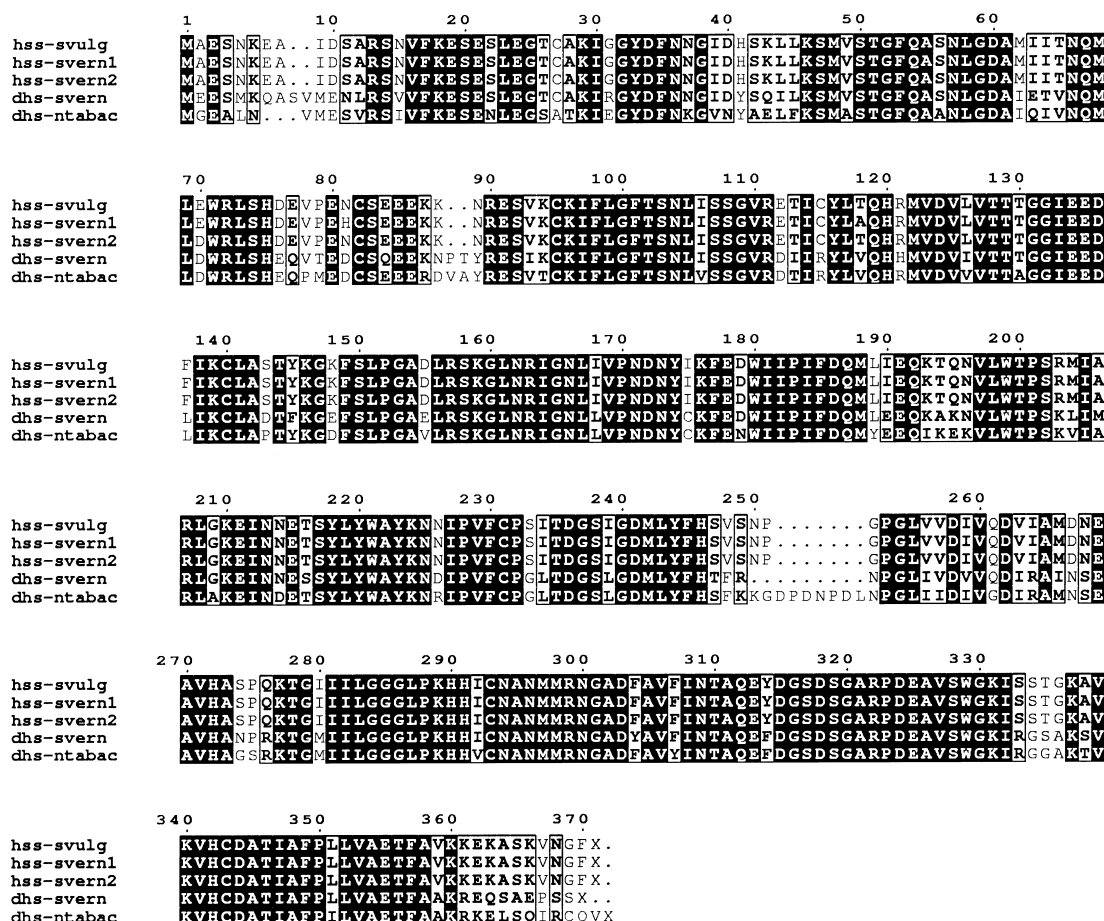 1 10 20 30 40 50 60
hss-svulg MAESNKEA..IDSARSNVFKESESLEGTCAKIGGYDFNNGIDHSKLLKSMVSTGFQASNLGDAMIITNQM
hss-svern1 MAESNKEA..IDSARSNVFKESESLEGTCAKIGGYDFNNGIDHSKLLKSMVSTGFQASNLGDAMIITNQM
hss-svern2 MAESNKEA..IDSARSNVFKESESLEGTCAKIGGYDFNNGIDHSKLLKSMVSTGFQASNLGDAMIITNQM
dhs-svern MEESMKQASVMENLRSVVFKESESLEGTCAKIRGYDFNNGIDYSQILKSMVSTGFQASNLGDAIETVNQM
dhs-ntabac MGEALN...VMESVRSIVFKESENLEGSATKIEGYDFNKGVNYAELFKSMASTGFQAANLGDAIQIVNQM
70 80 90 100 110 120 130
hss-svulg LEWRLSHDEVPENCSEEEKK..NRESVKCKIFLGFTSNLISSGVRETICYLTQHRMVDVLVTTTGGIEED
hss-svern1 LEWRLSHDEVPEHCSEEEKK..NRESVKCKIFLGFTSNLISSGVRETICYLAQHRMVDVLVTTTGGIEED
hss-svern2 LDWRLSHDEVPENCSEEEKK..NRESVKCKIFLGFTSNLISSGVRETICYLTQHRMVDVLVTTTGGIEED
dhs-svern LDWRLSHEQVTEDCSQEEKNPTYRESIKCKIFLGFTSNLISSGVRDTIRYLVQHHMVDVIVTTTGGIEED
dhs-ntabac LDWRLSHEQPMEDCSEEERDVAYRESVTCKIFLGFTSNLVSSGVRDTIRYLVQHHMVDVVVTTAGGIEED
140 150 160 170 180 190 200
hss-svulg FIKCLASTYKGKFSLPGADLRSKGLNRIGNLIVPNDNYIKFEDWIIPIFDQMLIEQKTQNVLWTPSRMIA
hss-svern1 FIKCLASTYKGKFSLPGADLRSKGLNRIGNLIVPNDNYIKFEDWIIPIFDQMLIEQKTQNVLWTPSRMIA
hss-svern2 FIKCLASTYKGKFSLPGADLRSKGLNRIGNLIVPNDNYIKFEDWIIPIFDQMLIEQKTQNVLWTPSRMIA
dhs-svern LIKCLADTFKGEFSLPGAELRSKGLNRIGNLLVPNDNYCKFEDWIIPIFDQMLEEQKAKNVLWTPSKLIM
dhs-ntabac LIKCLAPTYKGDFSLPGAVLRSKGLNRIGNLLVPNDNYCKFENWIIPIFDQMYEEQIKEKVLWTPSKVIA
210 220 230 240 250 260
hss-svulg RLGKEINNETSYLYWAYKNNIPVFCPSITDGSIGDMLYFHSVSNP.......GPGLVVDIVQDVIAMDNE
hss-svern1 RLGKEINNETSYLYWAYKNNIPVFCPSITDGSIGDMLYFHSVSNP.......GPGLVVDIVQDVIAMDNE
hss-svern2 RLGKEINNETSYLYWAYKNNIPVFCPSITDGSIGDMLYFHSVSNP.......GPGLVVDIVQDVIAMDNE
dhs-svern RLGKEINNESSYLYWAYKNDIPVFCPGLTDGSLGDMLYFHTFR.........NPGLIVDVVQDIRAINSE
dhs-ntabac RLAKEINDETSYLYWAYKNRIPVFCPGLTDGSLGDMLYFHSFKKGDPDNPDLNPGLIIDIVGDIRAMNSE
270 280 290 300 310 320 330
hss-svulg AVHASPQKTGIIILGGGLPKHHICNANMMRNGADFAVFINTAQEYDGSDSGARPDEAVSWGKISSTGKAV
hss-svern1 AVHASPQKTGIIILGGGLPKHHICNANMMRNGADFAVFINTAQEYDGSDSGARPDEAVSWGKISSTGKAV
hss-svern2 AVHASPQKTGIIILGGGLPKHHICNANMMRNGADFAVFINTAQEYDGSDSGARPDEAVSWGKISSTGKAV
dhs-svern AVHANPRKTGMIILGGGLPKHHICNANMMRNGADYAVFINTAQEFDGSDSGARPDEAVSWGKIRGSAKSV
dhs-ntabac AVHAGSRKTGMIILGGGLPKHHVCNANMMRNGADFAVYINTAQEFDGSDSGARPDEAVSWGKIRGGAKTV
340 350 360 370
hss-svulg KVHCDATIAFPLLVAETFAVKKEKASKVNGFX.
hss-svern1 KVHCDATIAFPLLVAETFAVKKEKASKVNGFX.
hss-svern2 KVHCDATIAFPLLVAETFAVKKEKASKVNGFX.
dhs-svern KVHCDATIAFPLLVAETFAAKREQSAEPSSX..
dhs-ntabac KVHCDATIAFPILVAETFAAKRKELSQIRCQVX